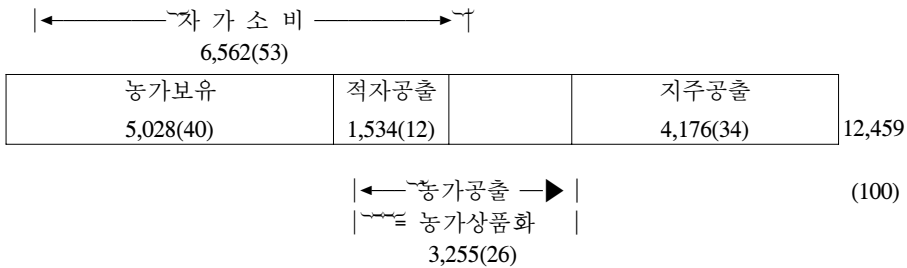 자 가 소 비
6,562(53)
농가보유 적자공출 지주공출
5,028(40) 1,534(12) 4,176(34) 12,459
농가공출 (100)
≡ 농가상품화
3,255(26)